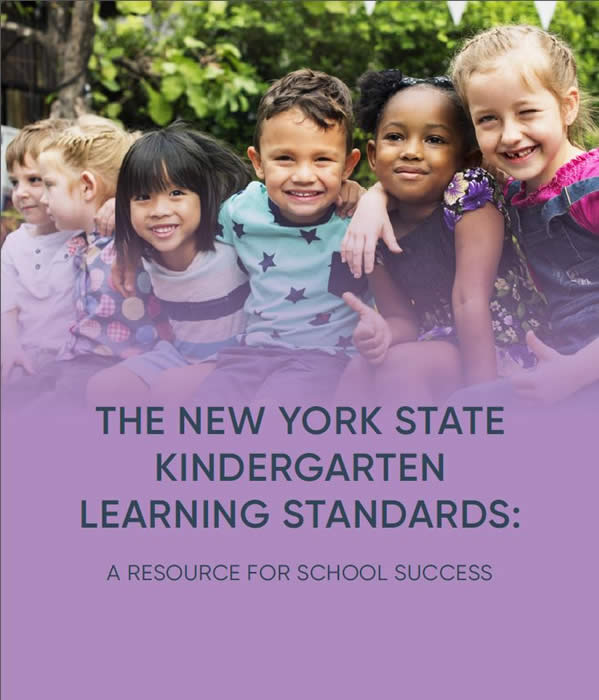 THE NEW YORK STATE
KINDERGARTEN
LEARNING STANDARDS:
A RESOURCE FOR SCHOOL SUCCESS